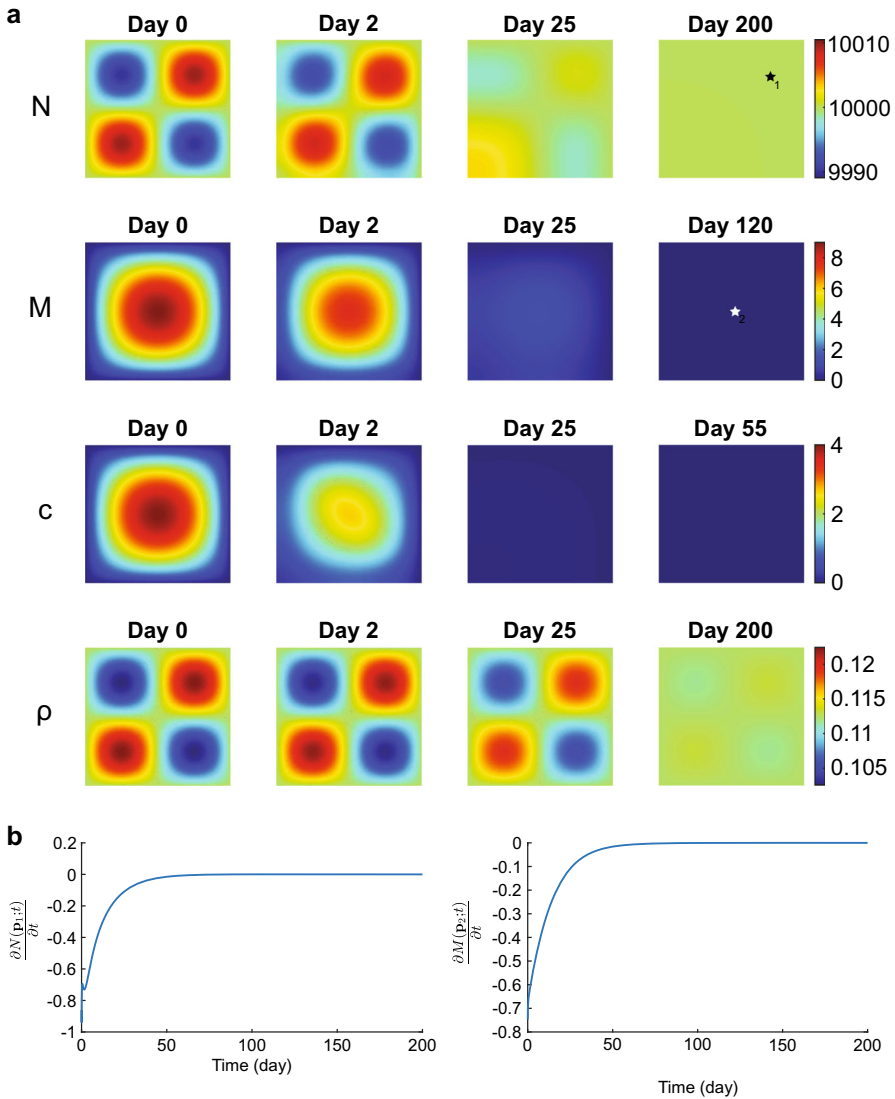 a
Day 0 Day 2 Day 25 Day 200
N
10010
10000
9990
1
Day 0 Day 2 Day 25 Day 120
M
8
6
4
2
0
2
Day 0 Day 2 Day 25 Day 55
c
4
2
0
Day 0 Day 2 Day 25 Day 200
ρ
0.12
0.115
0.11
0.105
b
0.2
0
-0.2
-0.4
-0.6
-0.8
-1
∂N(p₁;t)
∂t
0 50 100 150 200
Time (day)
0
-0.1
-0.2
-0.3
-0.4
-0.5
-0.6
-0.7
-0.8
∂M(p₂;t)
∂t
0 50 100 150 200
Time (day)